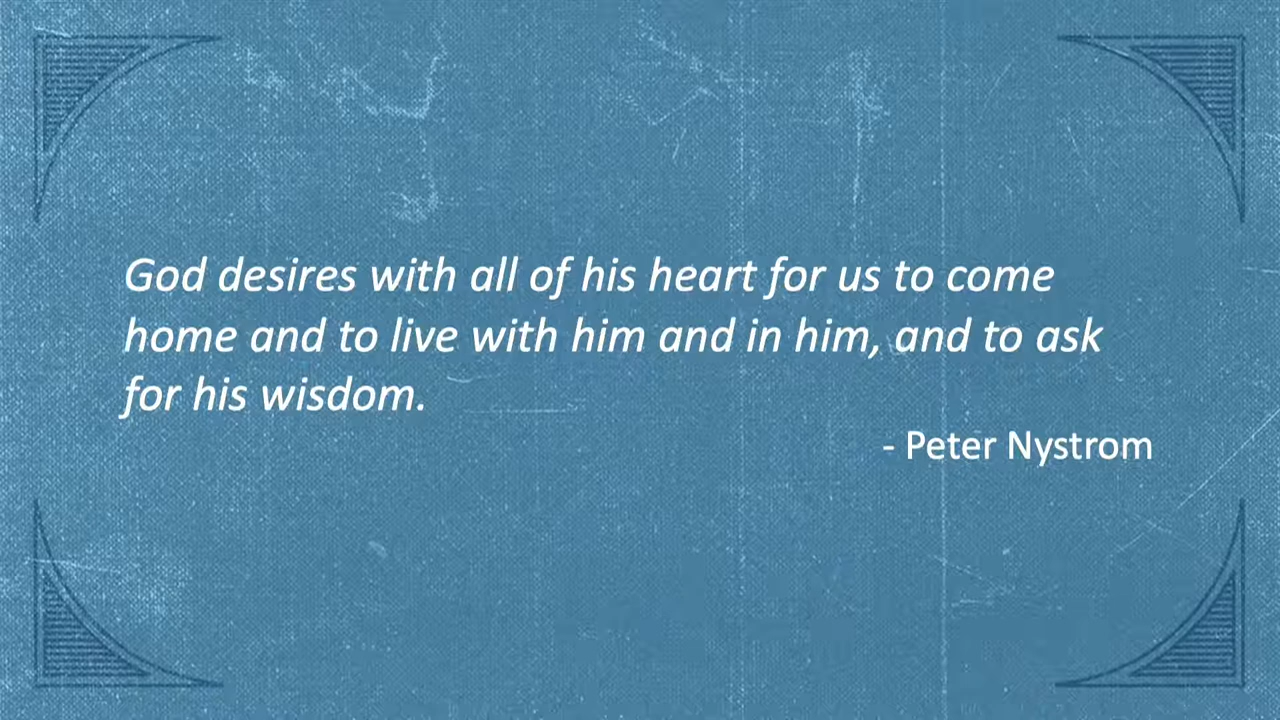 God desires with all of his heart for us to come
home and to live with him and in him, and to ask
for his wisdom.
- Peter Nystrom